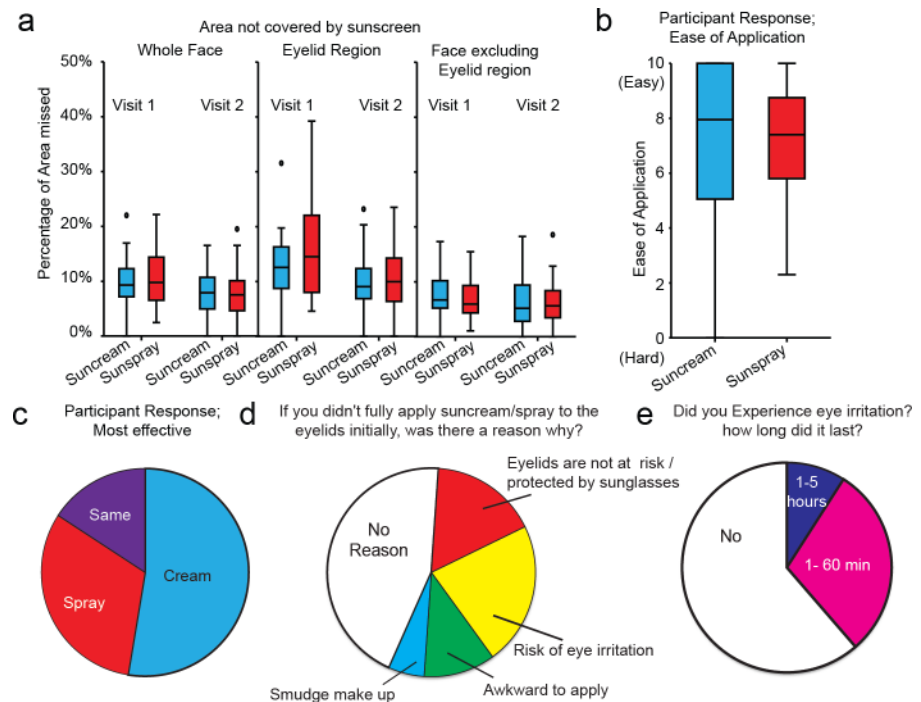 a
Area not covered by sunscreen
Whole Face
Eyelid Region
Face excluding
Eyelid region
Percentage of Area missed
50%
40%
30%
20%
10%
0%
Visit 1
Visit 2
Visit 1
Visit 2
Visit 1
Visit 2
Suncream
Sunspray
Suncream
Sunspray
Suncream
Sunspray
Suncream
Sunspray
Suncream
Sunspray
Suncream
Sunspray
b
Participant Response;
Ease of Application
Ease of Application
10
(Easy)
8
6
4
2
0
(Hard)
Suncream
Sunspray
c
Participant Response;
Most effective
Same
Cream
Spray
d
If you didn't fully apply suncream/spray to the
eyelids initially, was there a reason why?
Eyelids are not at risk /
protected by sunglasses
No
Reason
Risk of eye irritation
Awkward to apply
Smudge make up
e
Did you Experience eye irritation?
how long did it last?
1-5
hours
No
1- 60 min